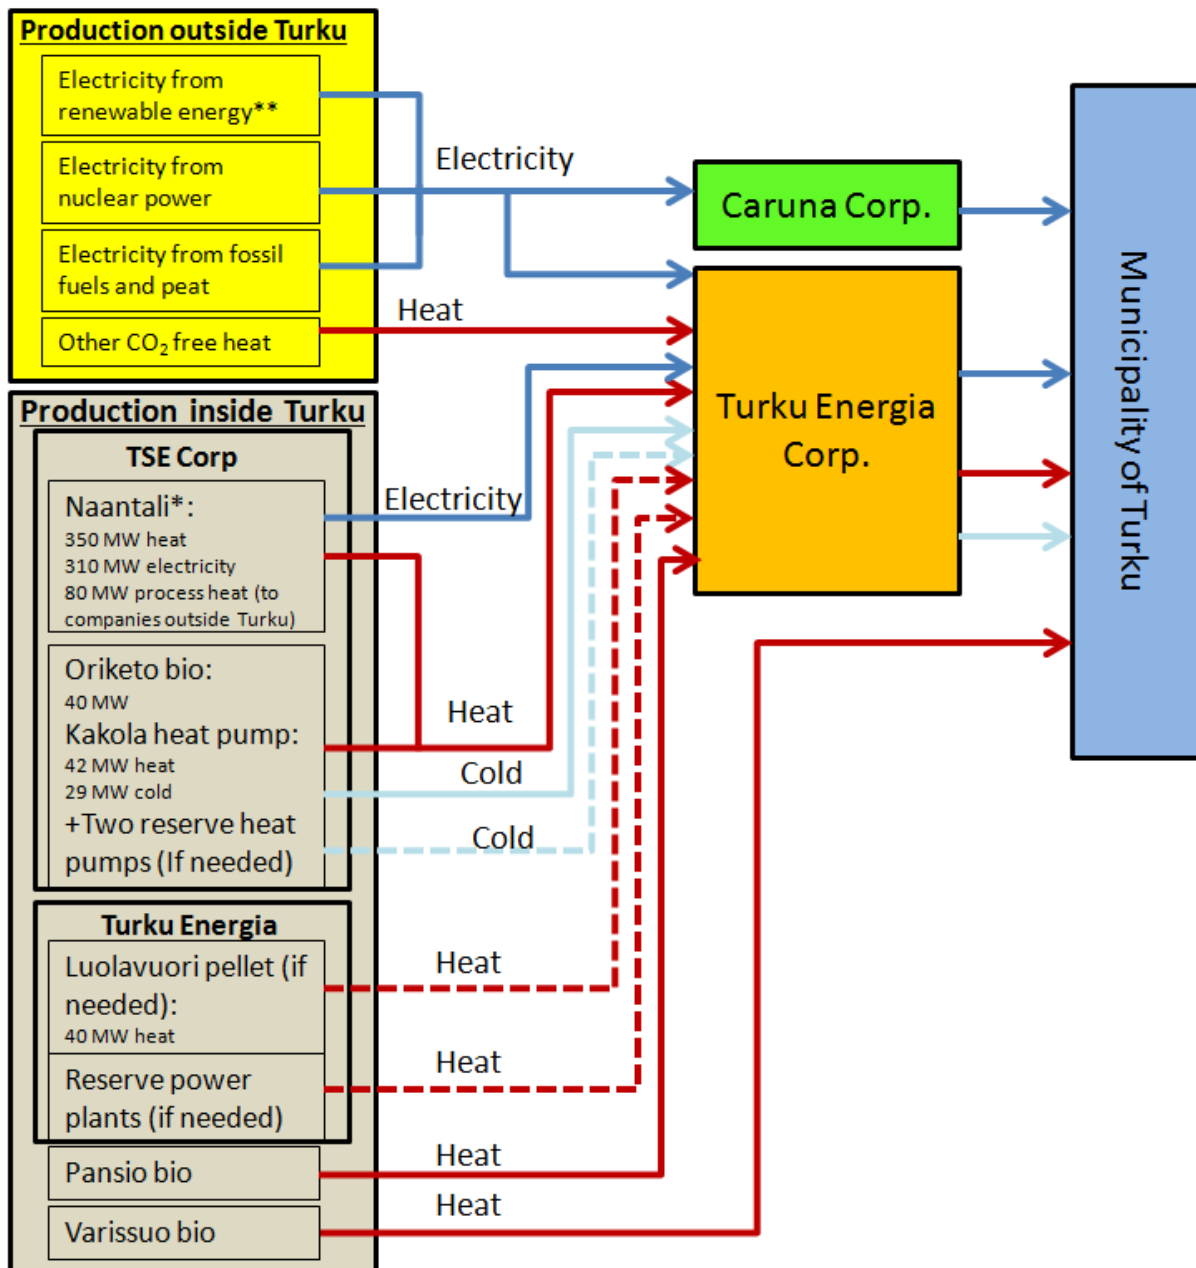 Production outside Turku
Electricity from
renewable energy**
Electricity from
nuclear power
Electricity from fossil
fuels and peat
Other CO₂ free heat
Electricity
Heat
Caruna Corp.
Turku Energia
Corp.
Municipality of Turku
Production inside Turku
TSE Corp
Naantali*:
350 MW heat
310 MW electricity
80 MW process heat (to
companies outside Turku)
Electricity
Oriketo bio:
40 MW
Kakola heat pump:
42 MW heat
29 MW cold
+Two reserve heat
pumps (If needed)
Heat
Cold
Cold
Turku Energia
Luolavuori pellet (if
needed):
40 MW heat
Heat
Reserve power
plants (if needed)
Heat
Pansio bio
Heat
Varissuo bio
Heat